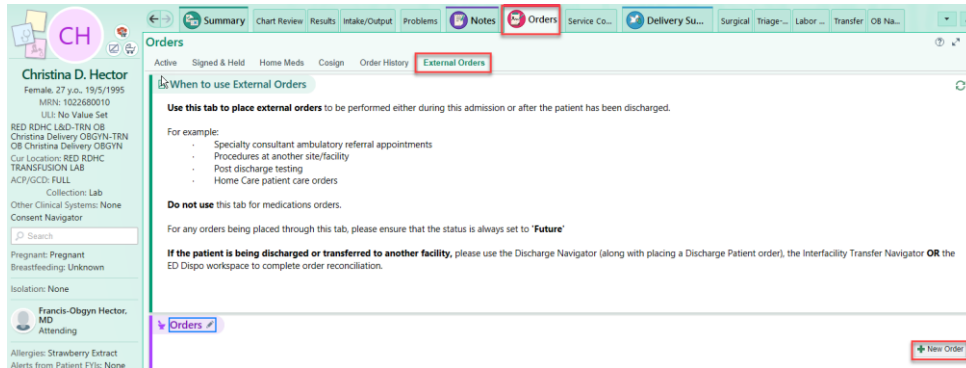 Summary Chart Review Results Intake/Output Problems Notes Orders Service Co... Delivery Su... Surgical Triage-... Labor ... Transfer OB Na...
CH
Orders
Active Signed & Held Home Meds Cosign Order History External Orders
When to use External Orders
Use this tab to place external orders to be performed either during this admission or after the patient has been discharged.
For example:
· Specialty consultant ambulatory referral appointments
· Procedures at another site/facility
· Post discharge testing
· Home Care patient care orders
Do not use this tab for medications orders.
For any orders being placed through this tab, please ensure that the status is always set to 'Future'
If the patient is being discharged or transferred to another facility, please use the Discharge Navigator (along with placing a Discharge Patient order), the Interfacility Transfer Navigator OR the
ED Dispo workspace to complete order reconciliation.
Orders
New Order
Christina D. Hector
Female, 27 y.o., 19/5/1995
MRN: 1022680010
ULI: No Value Set
RED RDHC L&D-TRN OB
Christina Delivery OBGYN-TRN
OB Christina Delivery OBGYN
Cur Location: RED RDHC
TRANSFUSION LAB
ACP/GCD: FULL
Collection: Lab
Other Clinical Systems: None
Consent Navigator
Search
Pregnant: Pregnant
Breastfeeding: Unknown
Isolation: None
Francis-Obgyn Hector,
MD
Attending
Allergies: Strawberry Extract
Alerts from Patient FYIs: None